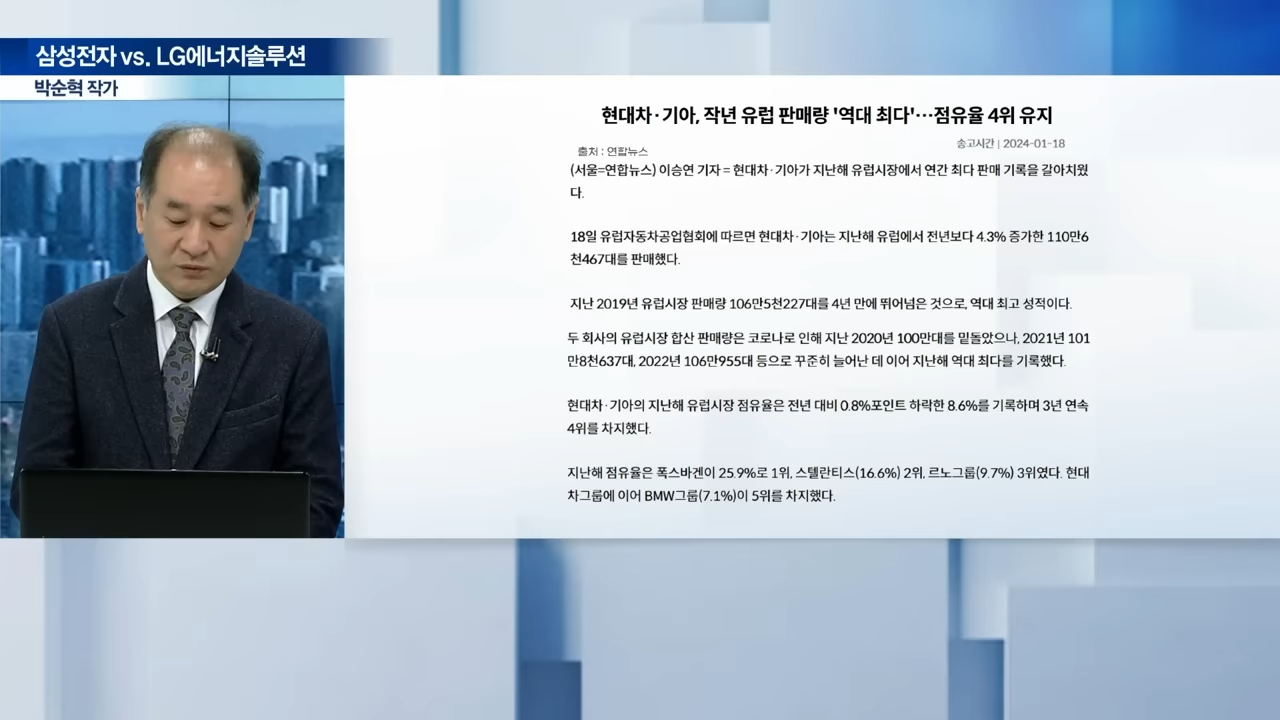 삼성전자 vs. LG에너지솔루션
박순혁 작가
현대차·기아, 작년 유럽 판매량 '역대 최다'…점유율 4위 유지
송고시간 | 2024-01-18
출처 : 연합뉴스
(서울=연합뉴스) 이승연 기자 = 현대차·기아가 지난해 유럽시장에서 연간 최다 판매 기록을 갈아치웠
다.
18일 유럽자동차공업협회에 따르면 현대차·기아는 지난해 유럽에서 전년보다 4.3% 증가한 110만6
천467대를 판매했다.
지난 2019년 유럽시장 판매량 106만5천227대를 4년 만에 뛰어넘은 것으로, 역대 최고 성적이다.
두 회사의 유럽시장 합산 판매량은 코로나로 인해 지난 2020년 100만대를 밑돌았으나, 2021년 101
만8천637대, 2022년 106만955대 등으로 꾸준히 늘어난 데 이어 지난해 역대 최다를 기록했다.
현대차·기아의 지난해 유럽시장 점유율은 전년 대비 0.8%포인트 하락한 8.6%를 기록하며 3년 연속
4위를 차지했다.
지난해 점유율은 폭스바겐이 25.9%로 1위, 스텔란티스(16.6%) 2위, 르노그룹(9.7%) 3위였다. 현대
차그룹에 이어 BMW그룹(7.1%)이 5위를 차지했다.